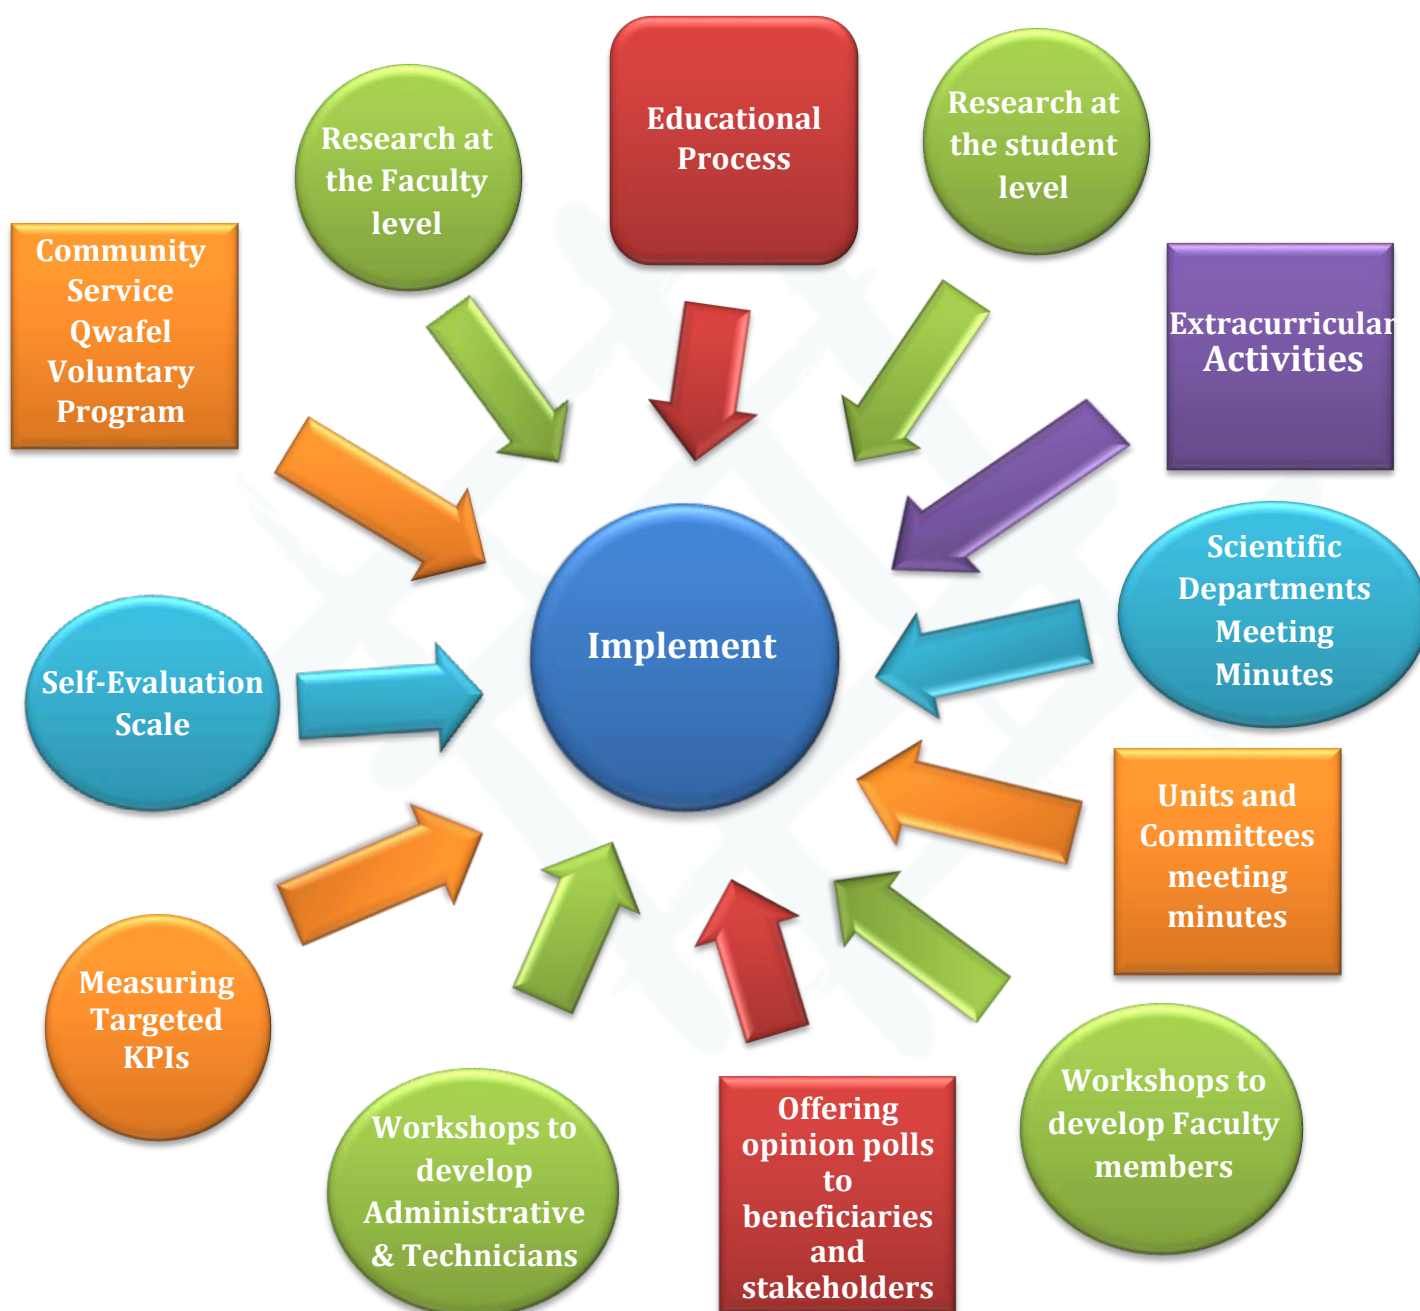 Educational
Process
Research at
the student
level
Extracurricular
Activities
Scientific
Departments
Meeting
Minutes
Units and
Committees
meeting
minutes
Workshops to
develop Faculty
members
Offering
opinion polls
to
beneficiaries
and
stakeholders
Workshops to
develop
Administrative
& Technicians
Measuring
Targeted
KPIs
Self-Evaluation
Scale
Community
Service
Qwafel
Voluntary
Program
Research at
the Faculty
level
Implement